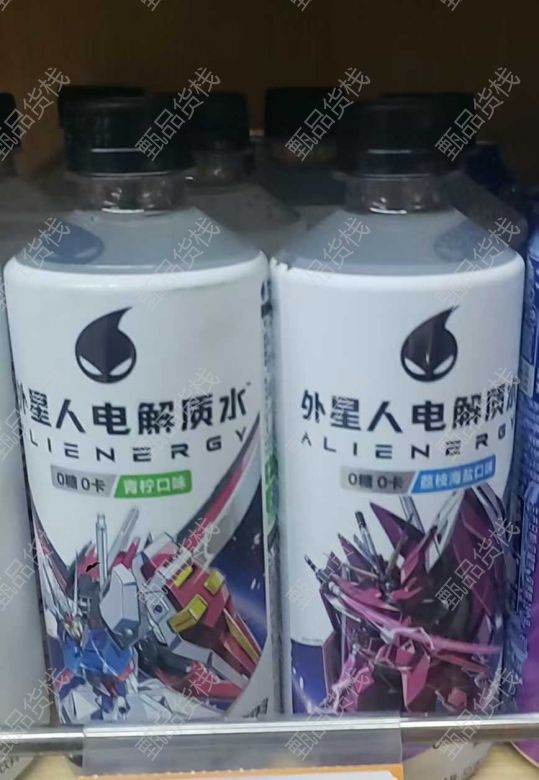 外星人电解质水
ALIENERGY
0糖 0卡 青柠口味
外星人电解质水
ALIENERGY
0糖 0卡 荔枝海盐口味
甄品货栈